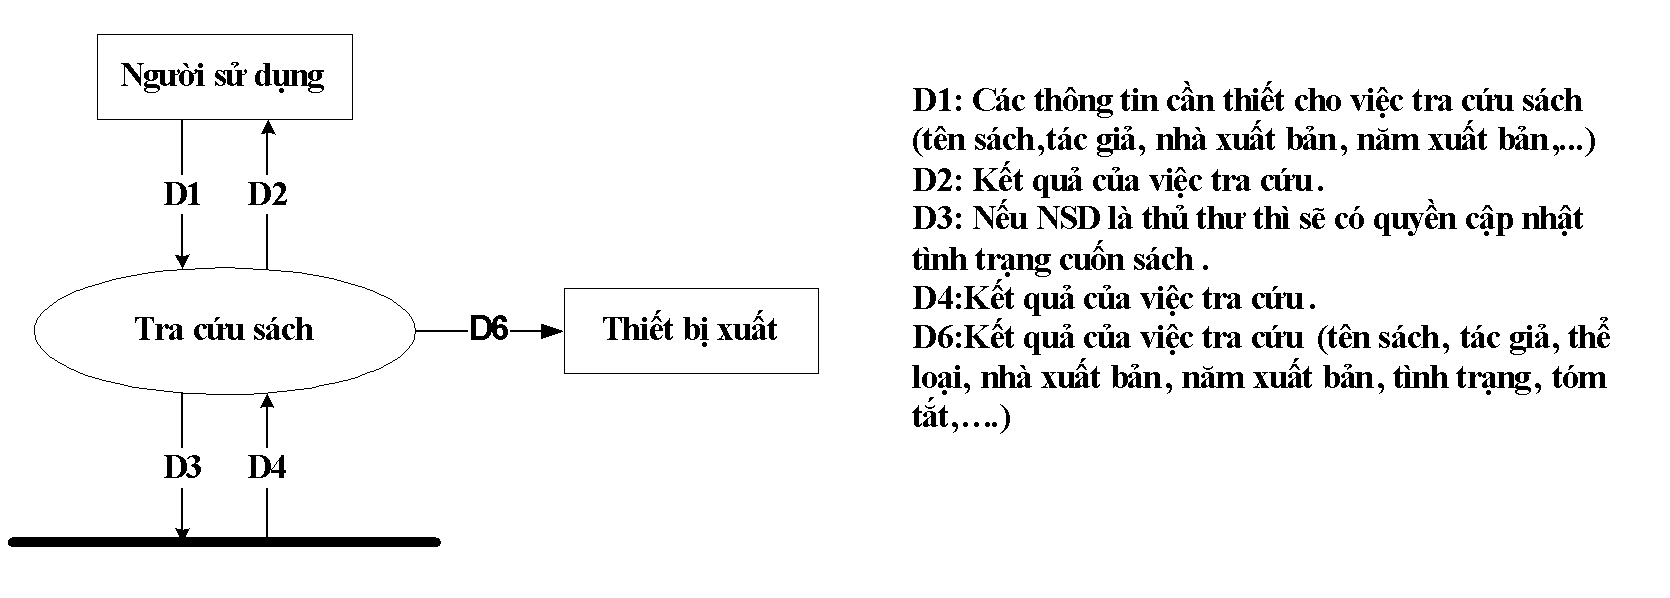 Người sử dụng
D1 D2
Tra cứu sách
D6
Thiết bị xuất
D3 D4
D1: Các thông tin cần thiết cho việc tra cứu sách
(tên sách,tác giả, nhà xuất bản, năm xuất bản,...)
D2: Kết quả của việc tra cứu.
D3: Nếu NSD là thủ thư thì sẽ có quyền cập nhật
tình trạng cuốn sách .
D4:Kết quả của việc tra cứu.
D6:Kết quả của việc tra cứu (tên sách, tác giả, thể
loại, nhà xuất bản, năm xuất bản, tình trạng, tóm
tắt,….)